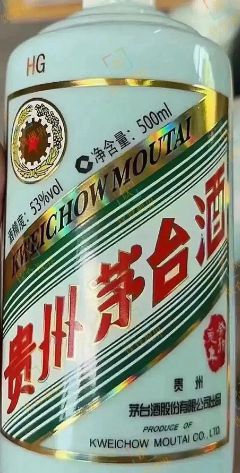 HG
净含量：500ml
酒精度：53%vol
KWEICHOW MOUTAI
贵州茅台酒
贵州
茅台酒股份有限公司出品
PRODUCE OF
KWEICHOW MOUTAI CO., LTD.